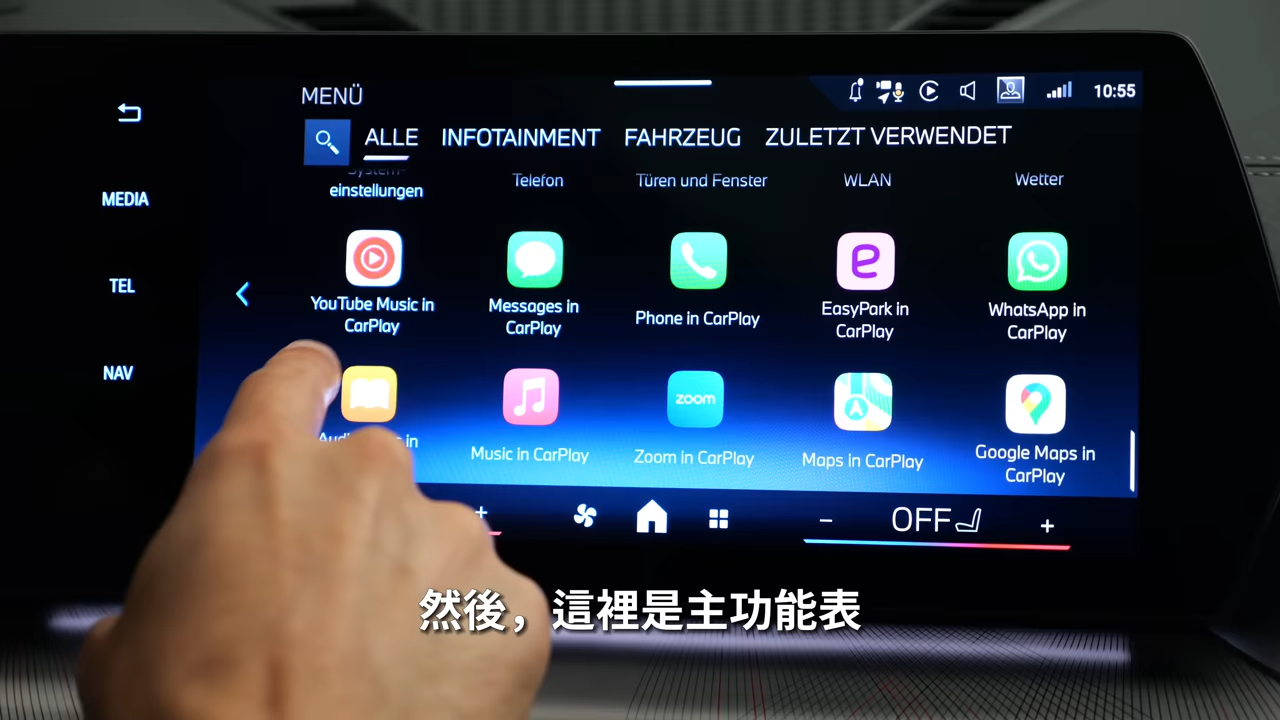 MENÜ
10:55
ALLE INFOTAINMENT FAHRZEUG ZULETZT VERWENDET
MEDIA
TEL
NAV
System-
einstellungen
Telefon
Türen und Fenster
WLAN
Wetter
YouTube Music in
CarPlay
Messages in
CarPlay
Phone in CarPlay
EasyPark in
CarPlay
WhatsApp in
CarPlay
in
Music in CarPlay
zoom
Zoom in CarPlay
Maps in CarPlay
Google Maps in
CarPlay
+
− OFF +
然後，這裡是主功能表